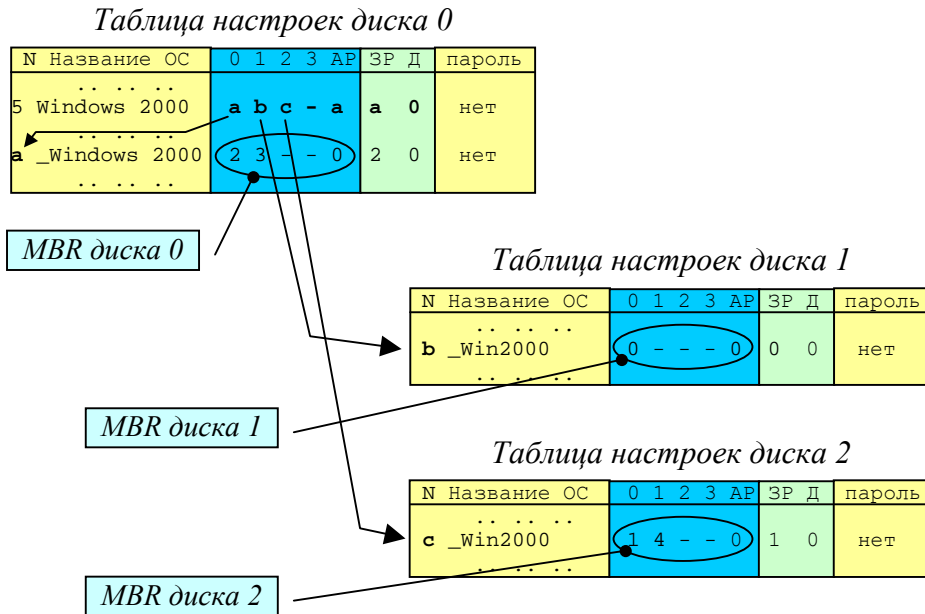 Таблица настроек диска 0
N Название ОС 0 1 2 3 АР ЗР Д пароль
.. .. ..
5 Windows 2000 a b c - a a 0 нет
.. .. ..
a _Windows 2000 2 3 - - 0 2 0 нет
.. .. ..
MBR диска 0
Таблица настроек диска 1
N Название ОС 0 1 2 3 АР ЗР Д пароль
.. .. ..
b _Win2000 0 - - - 0 0 0 нет
.. .. ..
MBR диска 1
Таблица настроек диска 2
N Название ОС 0 1 2 3 АР ЗР Д пароль
.. .. ..
c _Win2000 1 4 - - 0 1 0 нет
.. .. ..
MBR диска 2